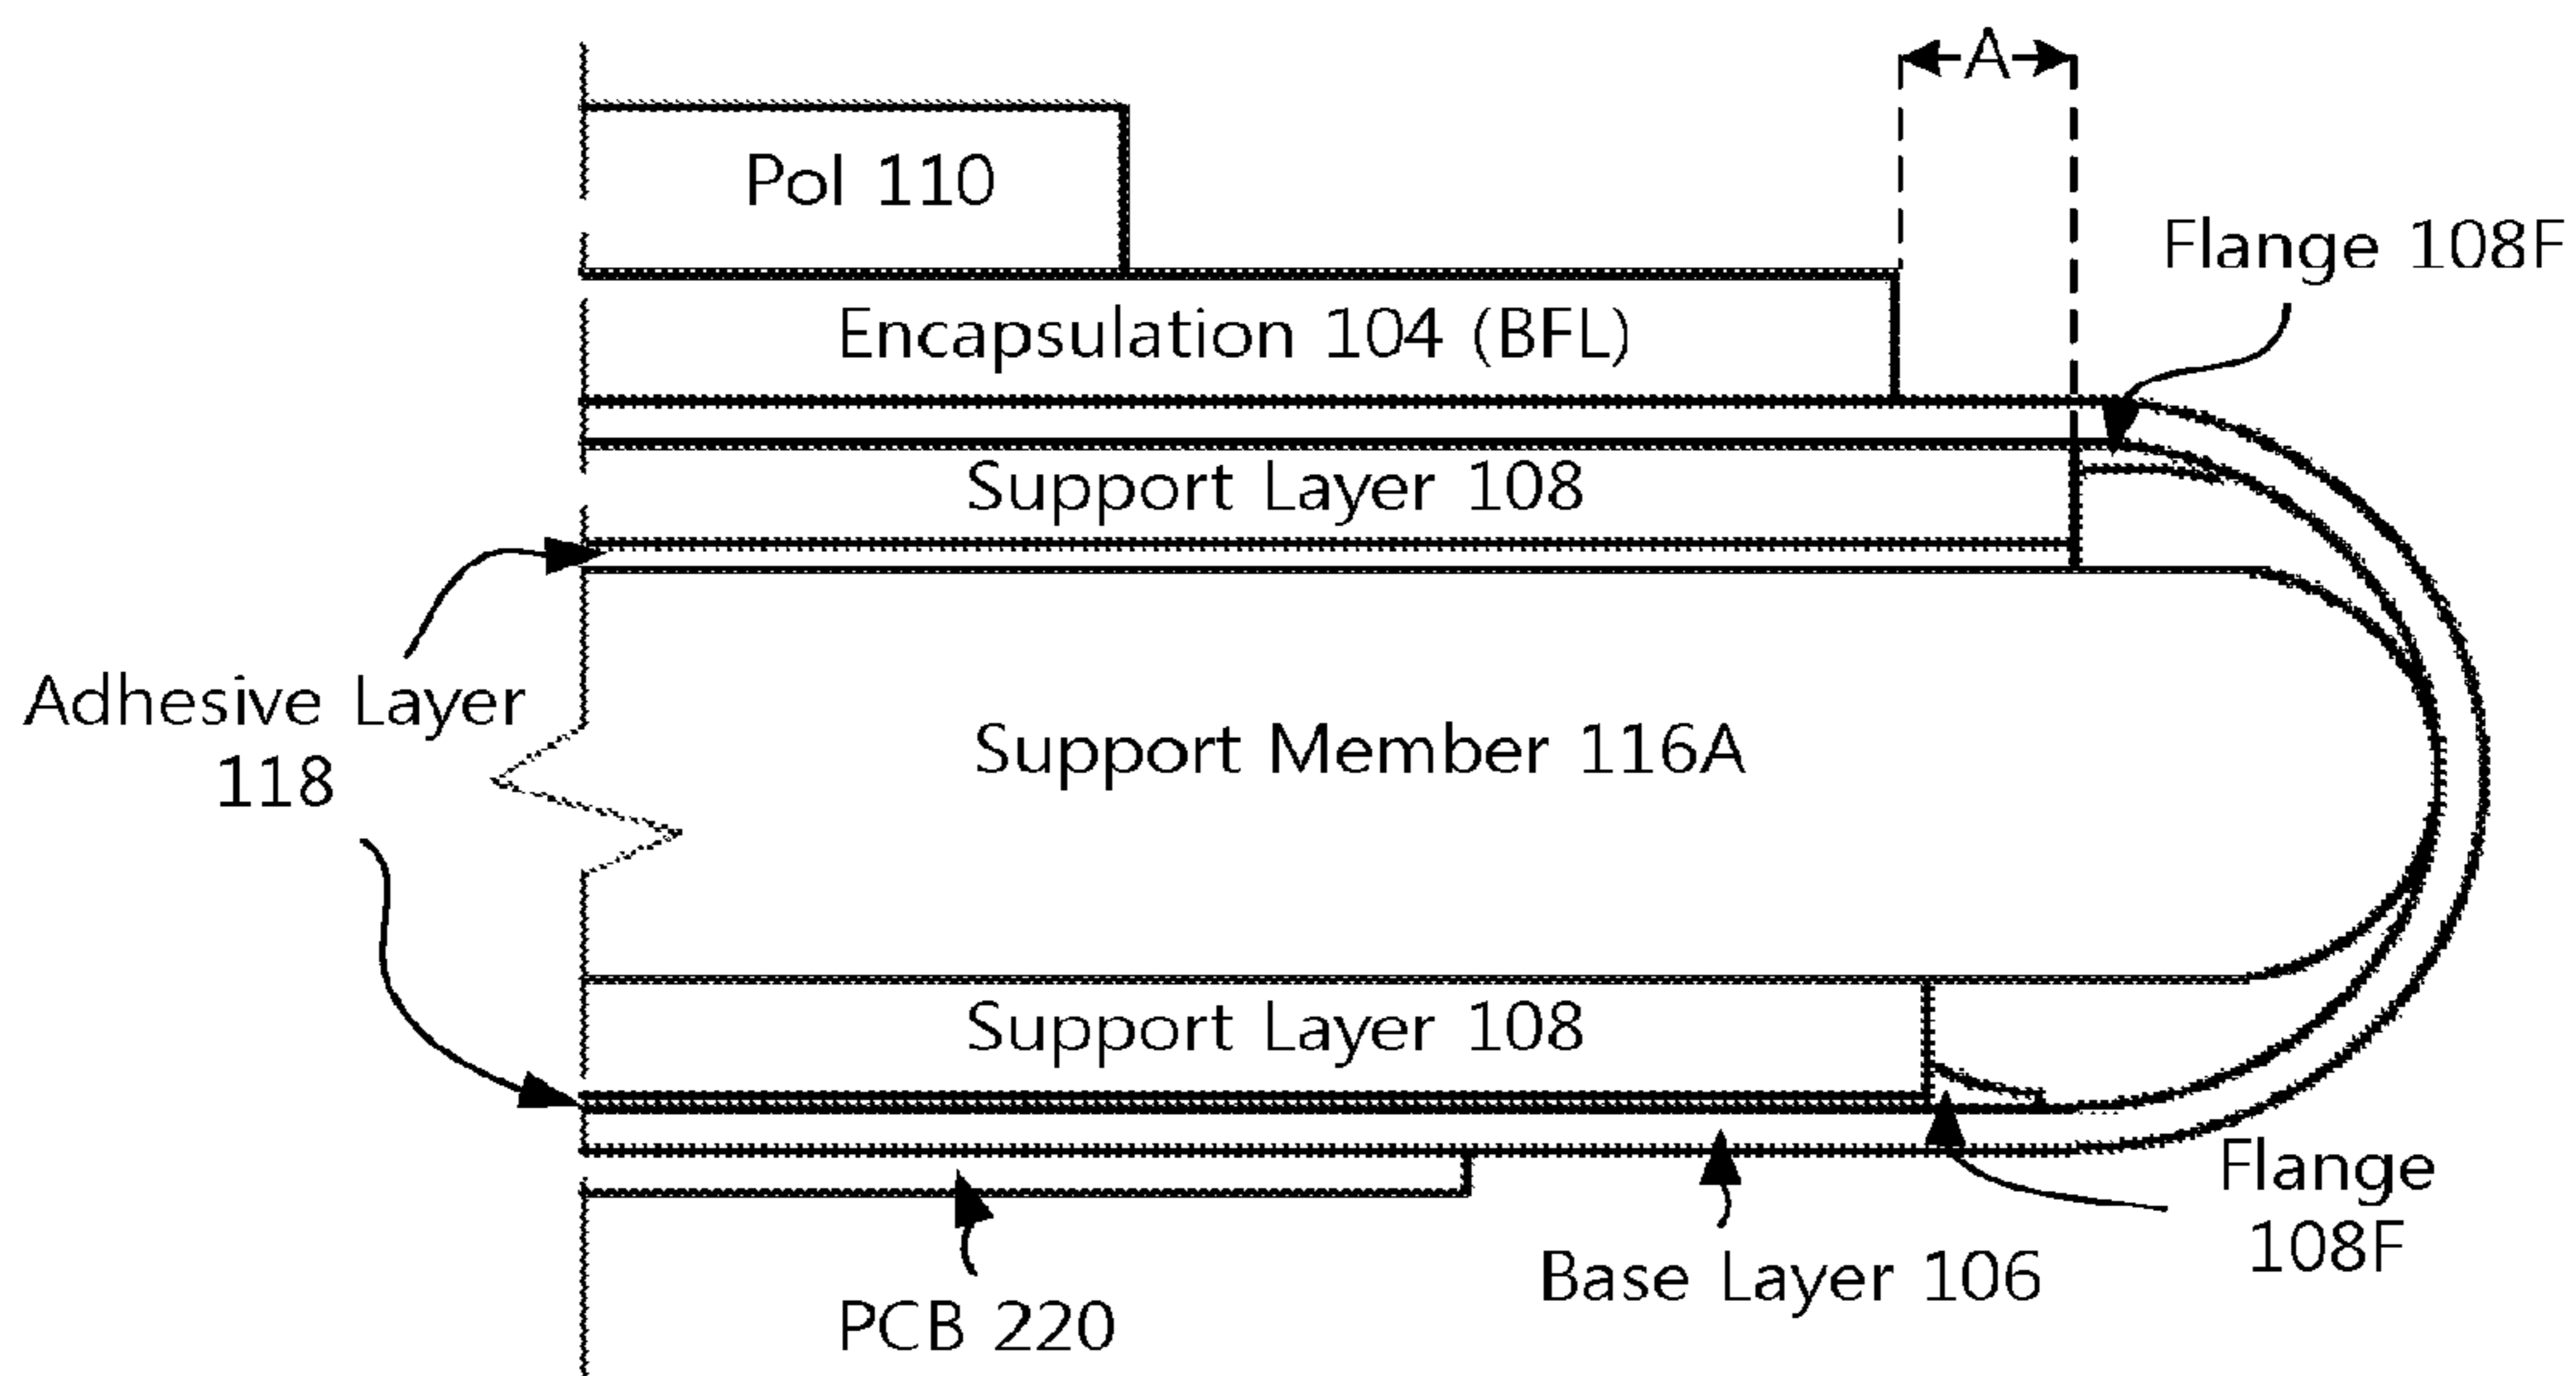 A
Pol 110
Flange 108F
Encapsulation 104 (BFL)
Support Layer 108
Adhesive Layer
118
Support Member 116A
Support Layer 108
Flange
108F
Base Layer 106
PCB 220